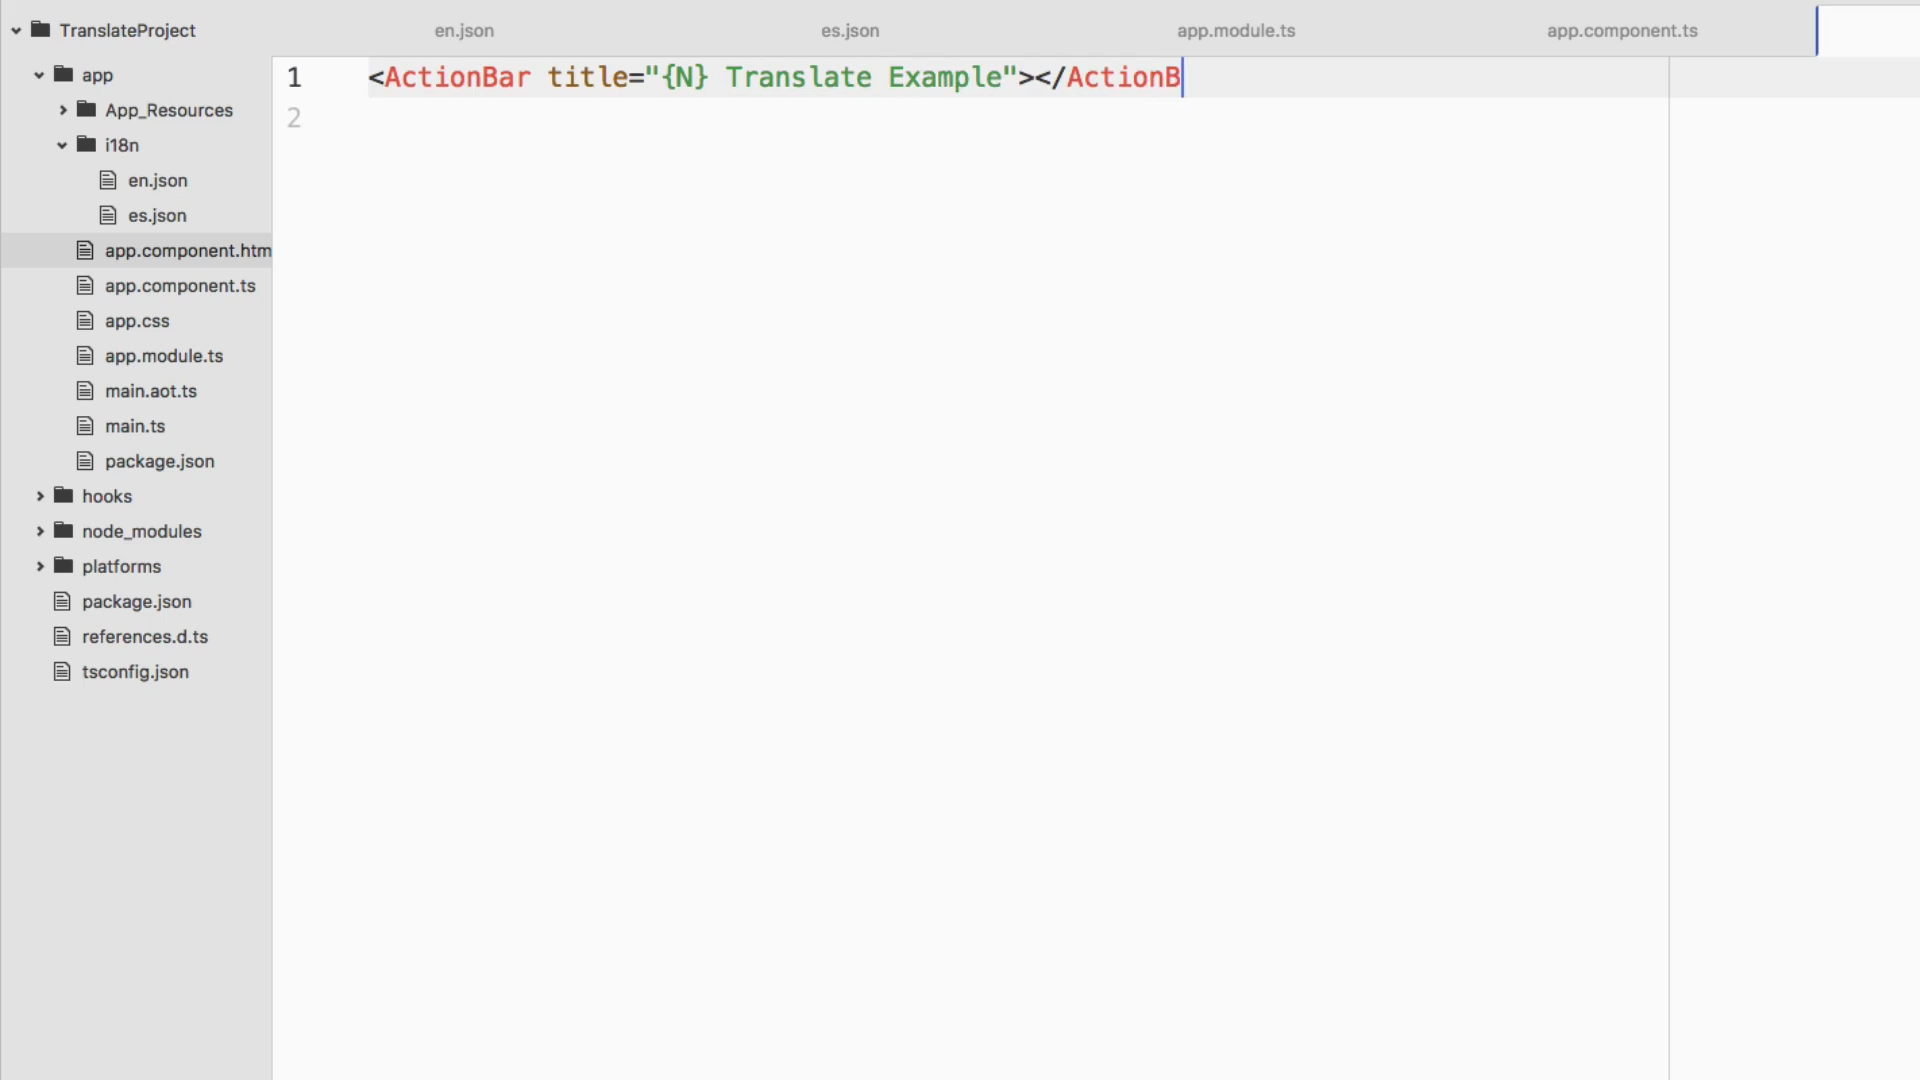 TranslateProject
en.json
es.json
app.module.ts
app.component.ts
app
App_Resources
i18n
en.json
es.json
app.component.htm
app.component.ts
app.css
app.module.ts
main.aot.ts
main.ts
package.json
hooks
node_modules
platforms
package.json
references.d.ts
tsconfig.json
1 <ActionBar title="{N} Translate Example"></ActionB
2